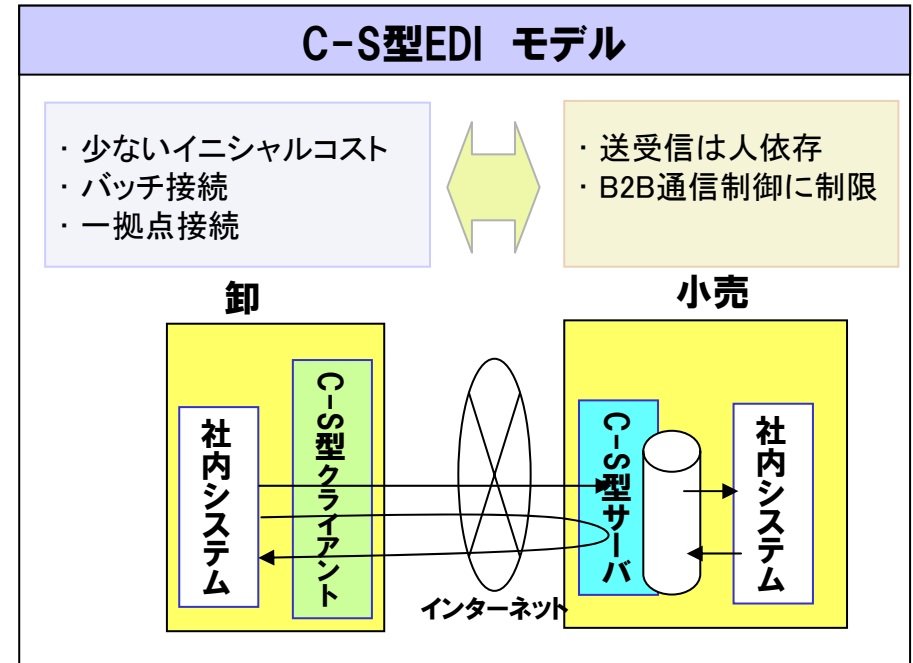 C-S型EDI モデル
・少ないイニシャルコスト
・バッチ接続
・一拠点接続
・送受信は人依存
・B2B通信制御に制限
卸
小売
社内システム
C-S型クライアント
インターネット
C-S型サーバ
社内システム